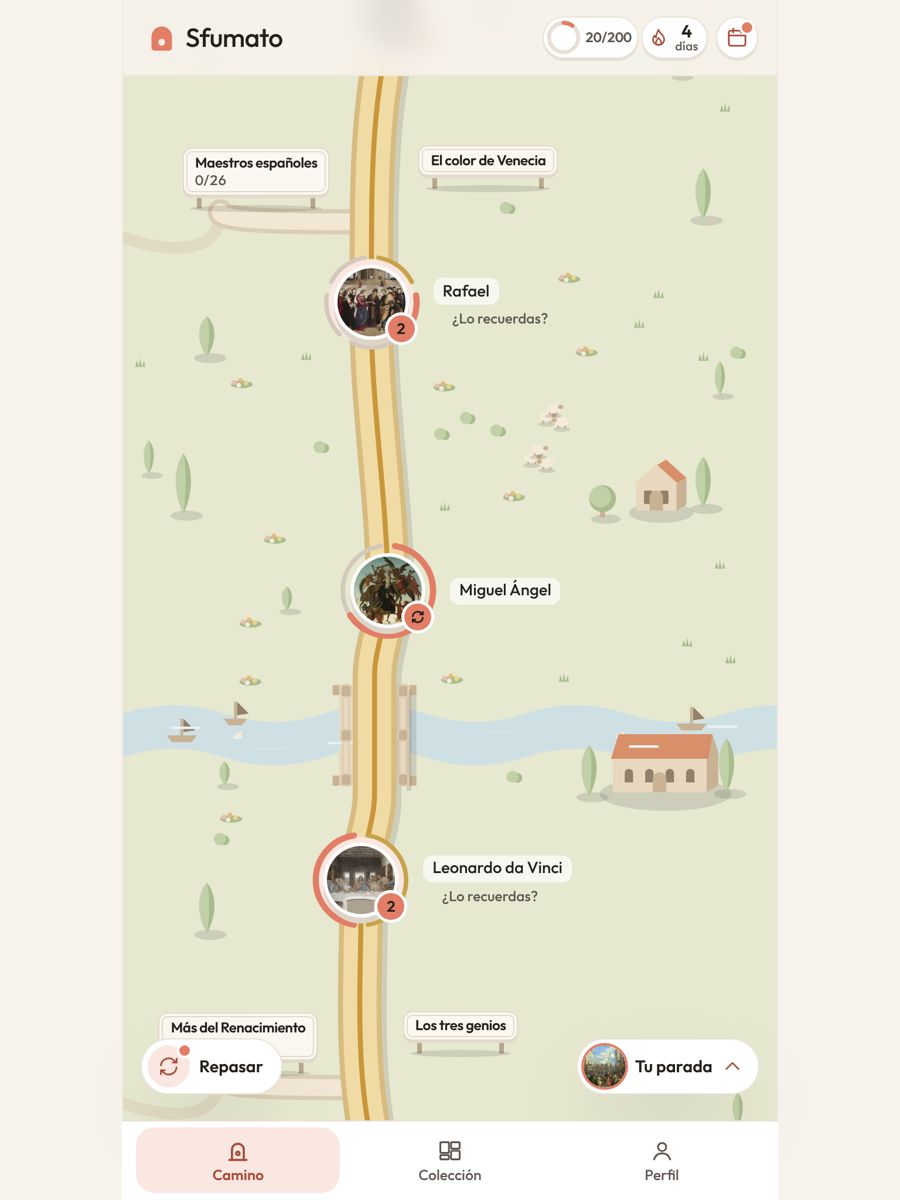 Sfumato
20/200
4
días
Maestros españoles
0/26
El color de Venecia
Rafael
¿Lo recuerdas?
2
Miguel Ángel
Leonardo da Vinci
¿Lo recuerdas?
2
Más del Renacimiento
Los tres genios
Repasar
Tu parada
Camino
Colección
Perfil